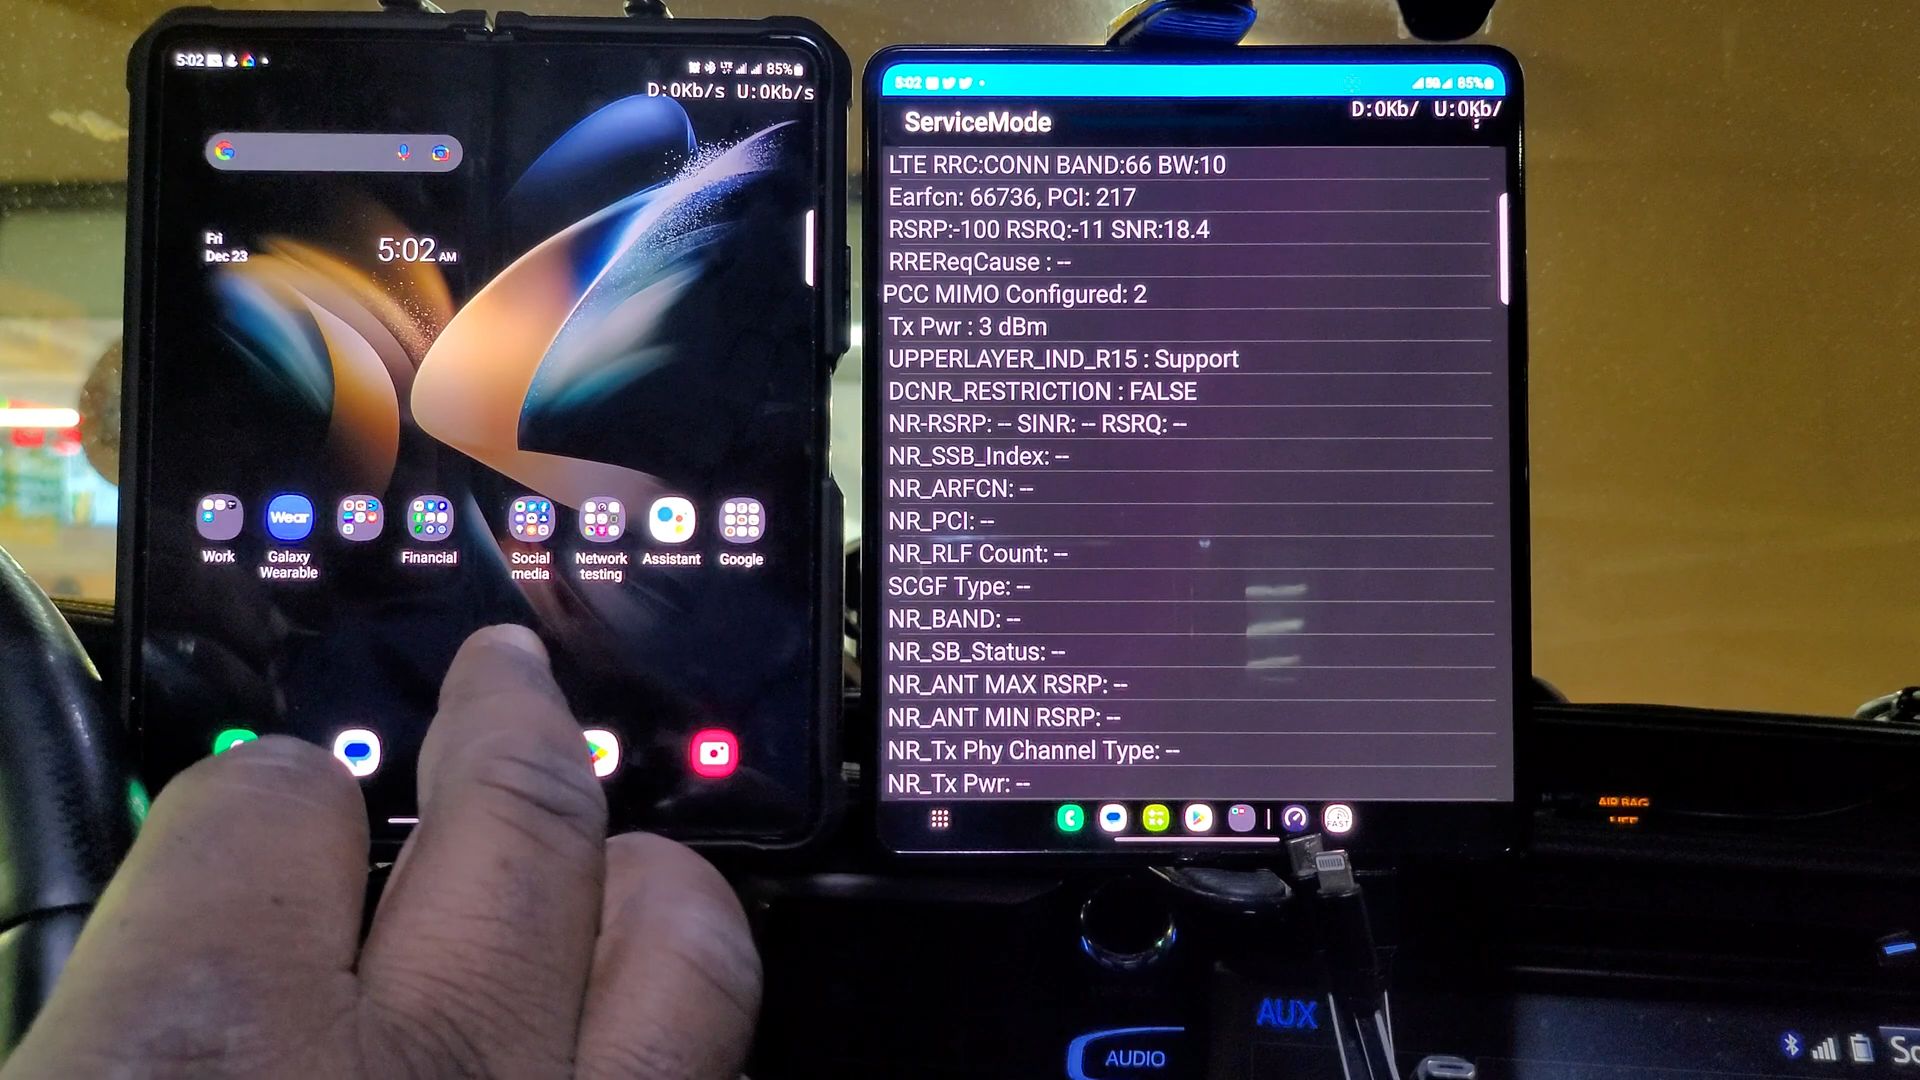 5:02
LTE
85%
D:0Kb/s U:0Kb/s
Fri
Dec 23
5:02 AM
Wear
Work
Galaxy
Wearable
Financial
Social
media
Network
testing
Assistant
Google
5:02
5G
85%
D:0Kb/ U:0Kb/
ServiceMode
LTE RRC:CONN BAND:66 BW:10
Earfcn: 66736, PCI: 217
RSRP:-100 RSRQ:-11 SNR:18.4
RREReqCause : --
PCC MIMO Configured: 2
Tx Pwr : 3 dBm
UPPERLAYER_IND_R15 : Support
DCNR_RESTRICTION : FALSE
NR-RSRP: -- SINR: -- RSRQ: --
NR_SSB_Index: --
NR_ARFCN: --
NR_PCI: --
NR_RLF Count: --
SCGF Type: --
NR_BAND: --
NR_SB_Status: --
NR_ANT MAX RSRP: --
NR_ANT MIN RSRP: --
NR_Tx Phy Channel Type: --
NR_Tx Pwr: --
FAST
AIR BAG
AUX
AUDIO